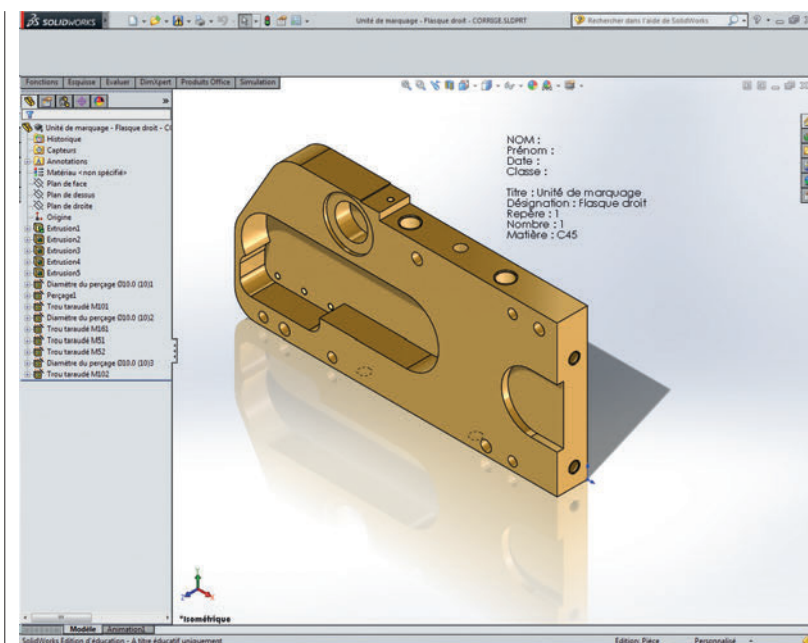 SOLIDWORKS
Unité de marquage - Flasque droit - CORRIGE.SLDPRT
Rechercher dans l'aide de SolidWorks
Fonctions Esquisse Evaluer DimXpert Produits Office Simulation
Unité de marquage - Flasque droit - C
Historique
Capteurs
Annotations
Matériau <non spécifié>
Plan de face
Plan de dessus
Plan de droite
Origine
Extrusion1
Extrusion2
Extrusion3
Extrusion4
Extrusion5
Diamètre du perçage Ø10.0 (10)1
Perçage1
Trou taraudé M101
Diamètre du perçage Ø10.0 (10)2
Trou taraudé M161
Trou taraudé M51
Trou taraudé M52
Diamètre du perçage Ø10.0 (10)3
Trou taraudé M102
NOM :
Prénom :
Date :
Classe :
Titre : Unité de marquage
Désignation : Flasque droit
Repère : 1
Nombre : 1
Matière : C45
*Isométrique
Modèle Animation1
SolidWorks Edition d'éducation - A titre éducatif uniquement
Edition: Pièce Personnalisé